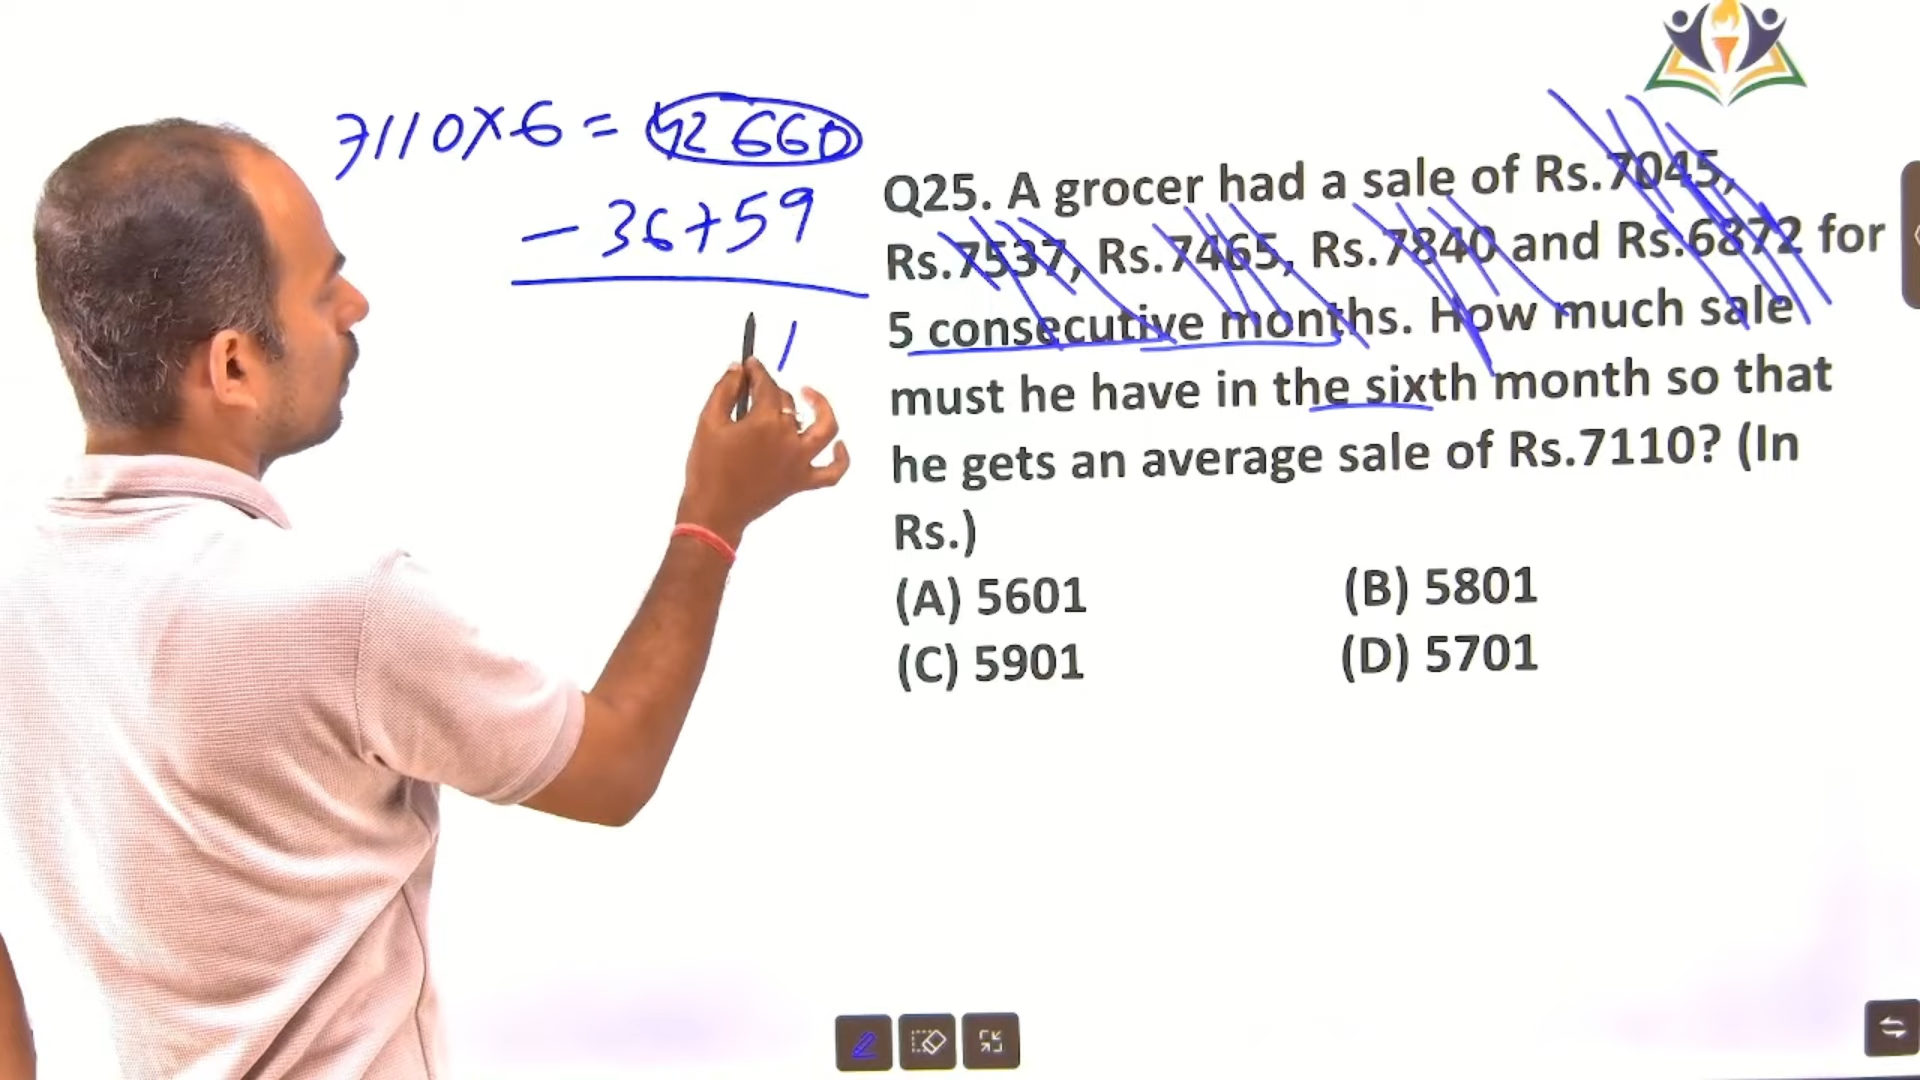 7110×6 = 42660
- 36759
1
Q25. A grocer had a sale of Rs.7045,
Rs.7537, Rs.7465, Rs.7840 and Rs.6872 for
5 consecutive months. How much sale
must he have in the sixth month so that
he gets an average sale of Rs.7110? (In
Rs.)
(A) 5601 (B) 5801
(C) 5901 (D) 5701